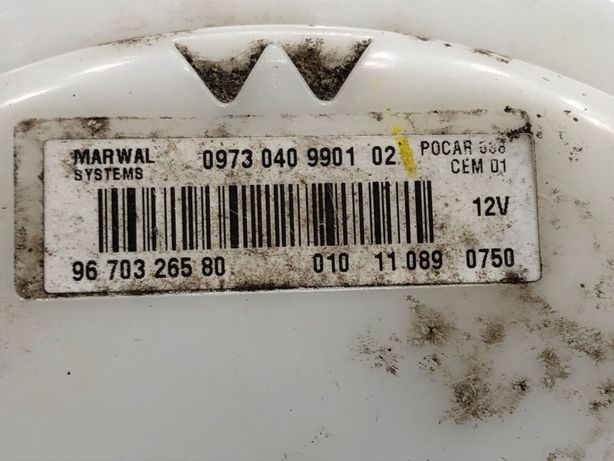 MARWAL SYSTEMS
0973 040 9901 02
POCAR
CEM 01
12V
96 703 265 80 010 11.089 0750